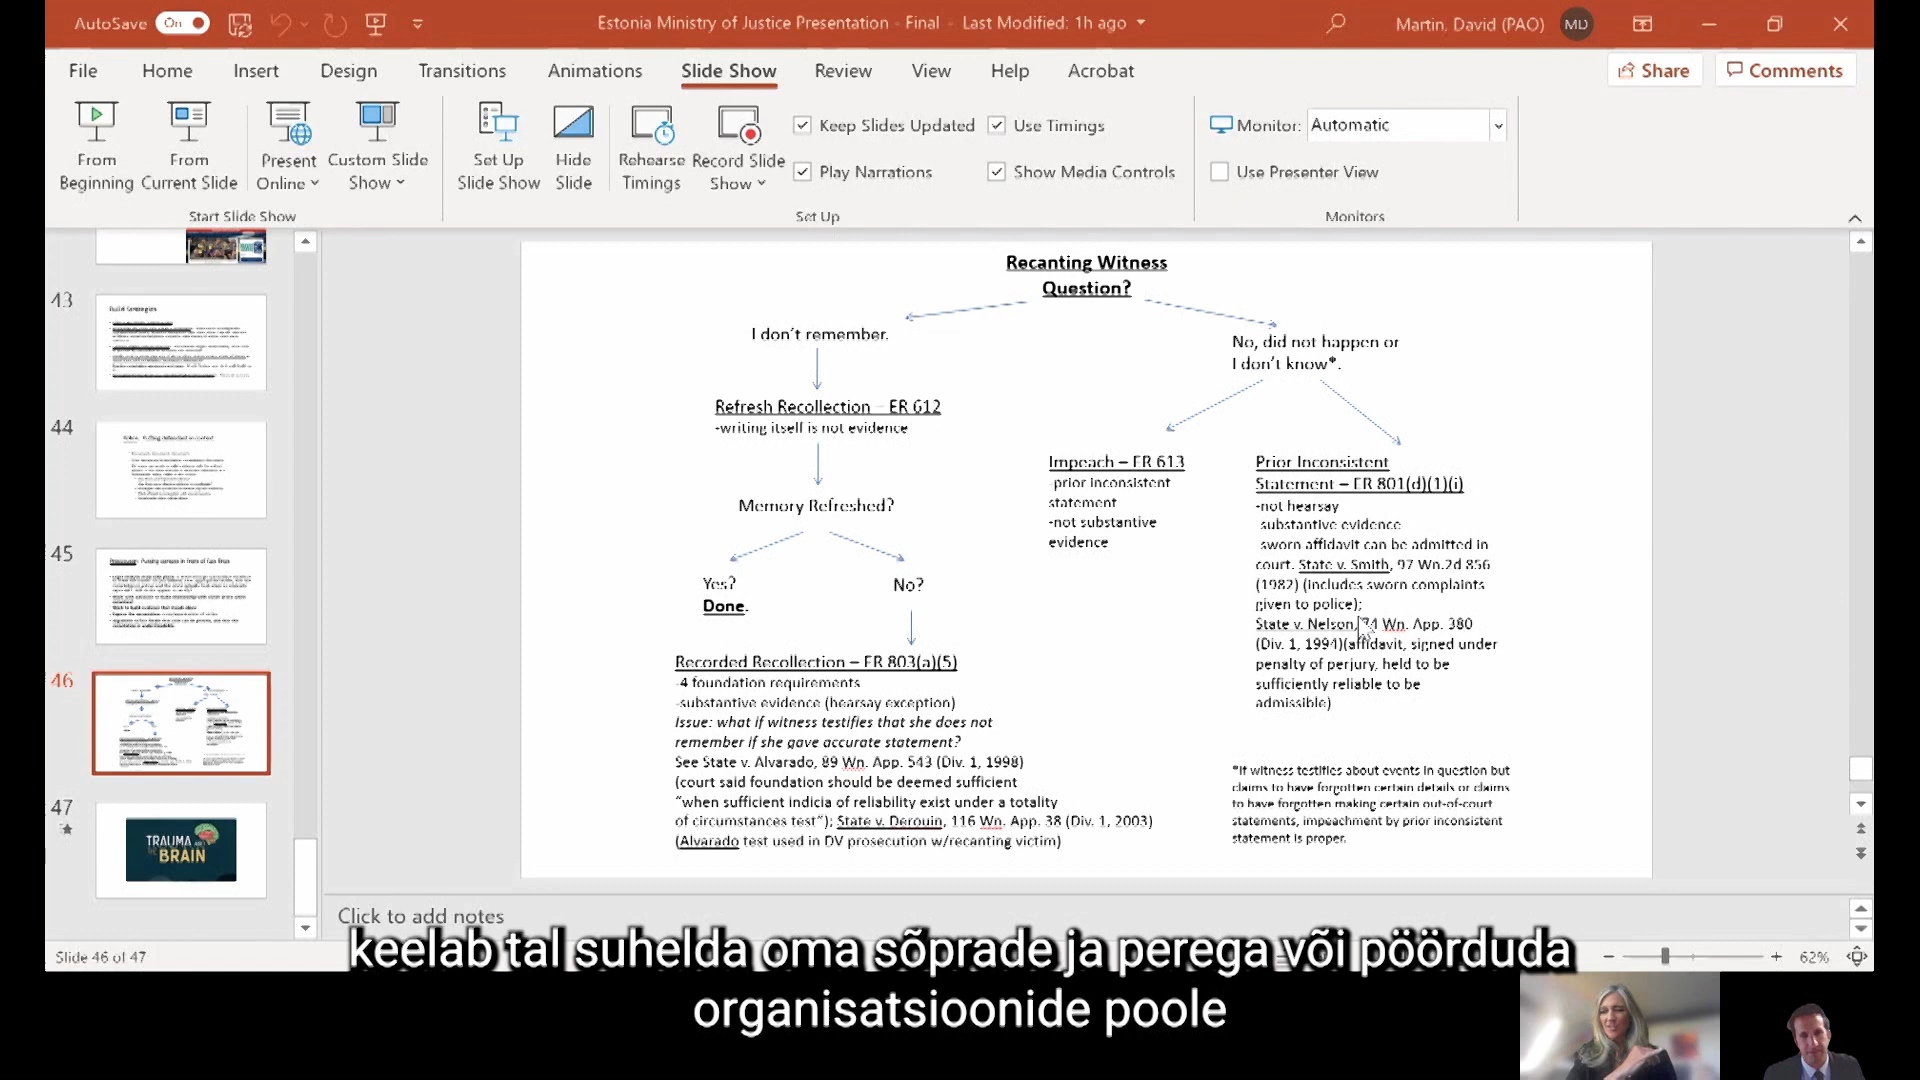 AutoSave On
Estonia Ministry of Justice Presentation - Final - Last Modified: 1h ago
Martin, David (PAO) MD
File Home Insert Design Transitions Animations Slide Show Review View Help Acrobat
Share Comments
From Beginning
From Current Slide
Present Online
Custom Slide Show
Set Up Slide Show
Hide Slide
Rehearse Timings
Record Slide Show
Keep Slides Updated
Use Timings
Play Narrations
Show Media Controls
Monitor: Automatic
Use Presenter View
Start Slide Show
Set Up
Monitors
43
Build Strategies
44
45
46
47
TRAUMA
BRAIN
Recanting Witness
Question?
I don't remember.
No, did not happen or
I don't know*.
Refresh Recollection – ER 612
-writing itself is not evidence
Memory Refreshed?
Yes?
Done.
No?
Recorded Recollection – ER 803(a)(5)
-4 foundation requirements
-substantive evidence (hearsay exception)
Issue: what if witness testifies that she does not
remember if she gave accurate statement?
See State v. Alvarado, 89 Wn. App. 543 (Div. 1, 1998)
(court said foundation should be deemed sufficient
"when sufficient indicia of reliability exist under a totality
of circumstances test"); State v. Derouin, 116 Wn. App. 38 (Div. 1, 2003)
(Alvarado test used in DV prosecution w/recanting victim)
Impeach – ER 613
-prior inconsistent
statement
-not substantive
evidence
Prior Inconsistent
Statement – ER 801(d)(1)(i)
-not hearsay
-substantive evidence
-sworn affidavit can be admitted in
court. State v. Smith, 97 Wn.2d 856
(1982) (includes sworn complaints
given to police);
State v. Nelson, 74 Wn. App. 380
(Div. 1, 1994)(affidavit, signed under
penalty of perjury, held to be
sufficiently reliable to be
admissible)
*If witness testifies about events in question but
claims to have forgotten certain details or claims
to have forgotten making certain out-of-court
statements, impeachment by prior inconsistent
statement is proper.
Click to add notes
Slide 46 of 47
62%
keelab tal suhelda oma sõprade ja perega või pöörduda
organisatsioonide poole